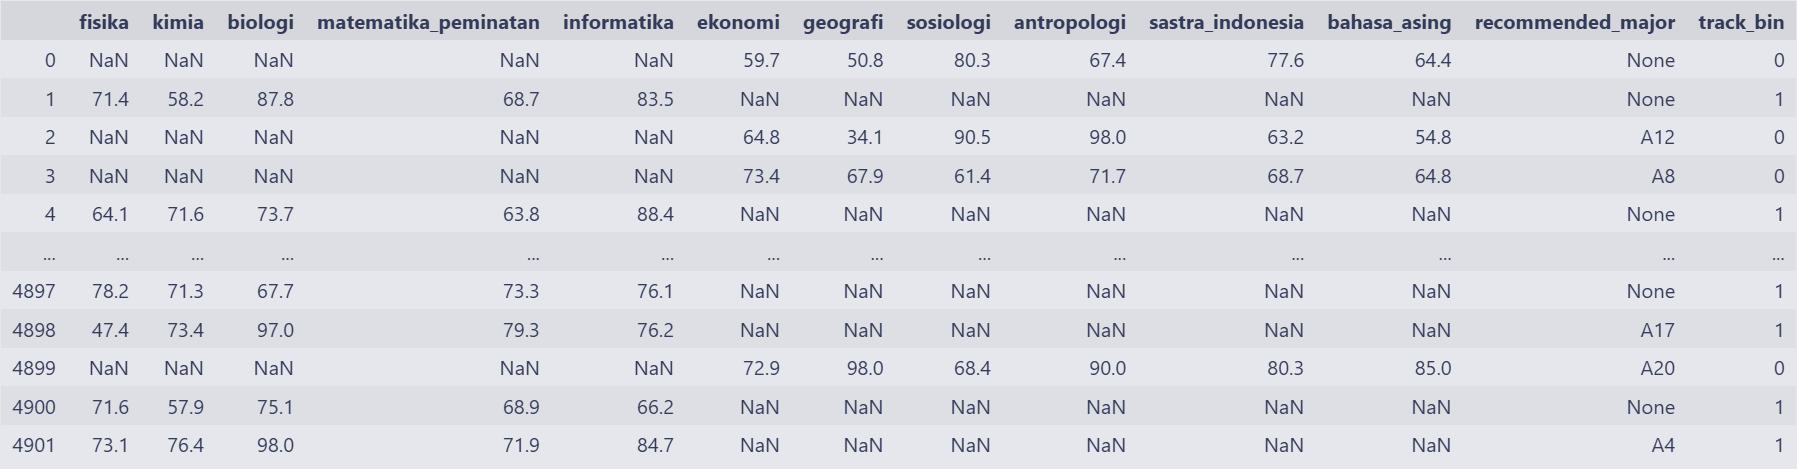 fisika kimia biologi matematika_peminatan informatika ekonomi geografi sosiologi antropologi sastra_indonesia bahasa_asing recommended_major track_bin
0 NaN NaN NaN NaN NaN 59.7 50.8 80.3 67.4 77.6 64.4 None 0
1 71.4 58.2 87.8 68.7 83.5 NaN NaN NaN NaN NaN NaN None 1
2 NaN NaN NaN NaN NaN 64.8 34.1 90.5 98.0 63.2 54.8 A12 0
3 NaN NaN NaN NaN NaN 73.4 67.9 61.4 71.7 68.7 64.8 A8 0
4 64.1 71.6 73.7 63.8 88.4 NaN NaN NaN NaN NaN NaN None 1
... ... ... ... ... ... ... ... ... ... ... ... ... ...
4897 78.2 71.3 67.7 73.3 76.1 NaN NaN NaN NaN NaN NaN None 1
4898 47.4 73.4 97.0 79.3 76.2 NaN NaN NaN NaN NaN NaN A17 1
4899 NaN NaN NaN NaN NaN 72.9 98.0 68.4 90.0 80.3 85.0 A20 0
4900 71.6 57.9 75.1 68.9 66.2 NaN NaN NaN NaN NaN NaN None 1
4901 73.1 76.4 98.0 71.9 84.7 NaN NaN NaN NaN NaN NaN A4 1